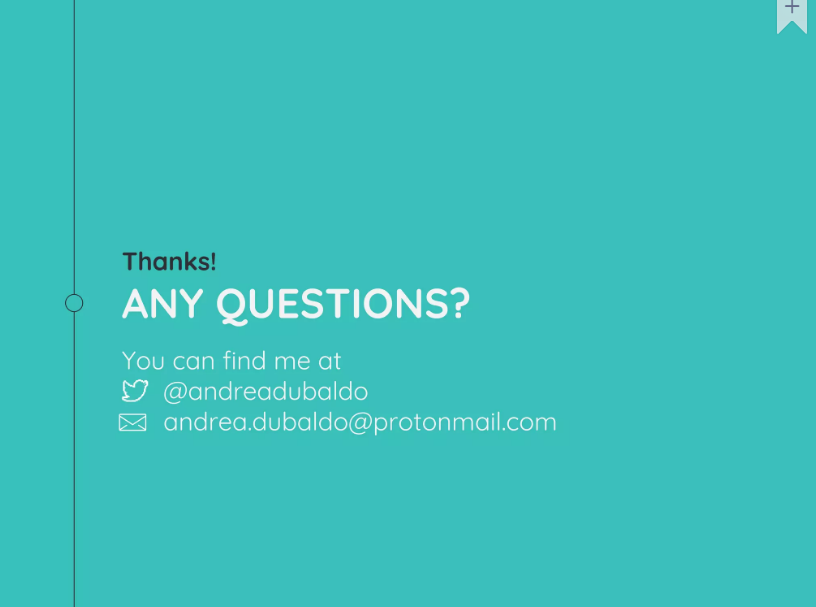 Thanks!
ANY QUESTIONS?
You can find me at
@andreadubaldo
andrea.dubaldo@protonmail.com